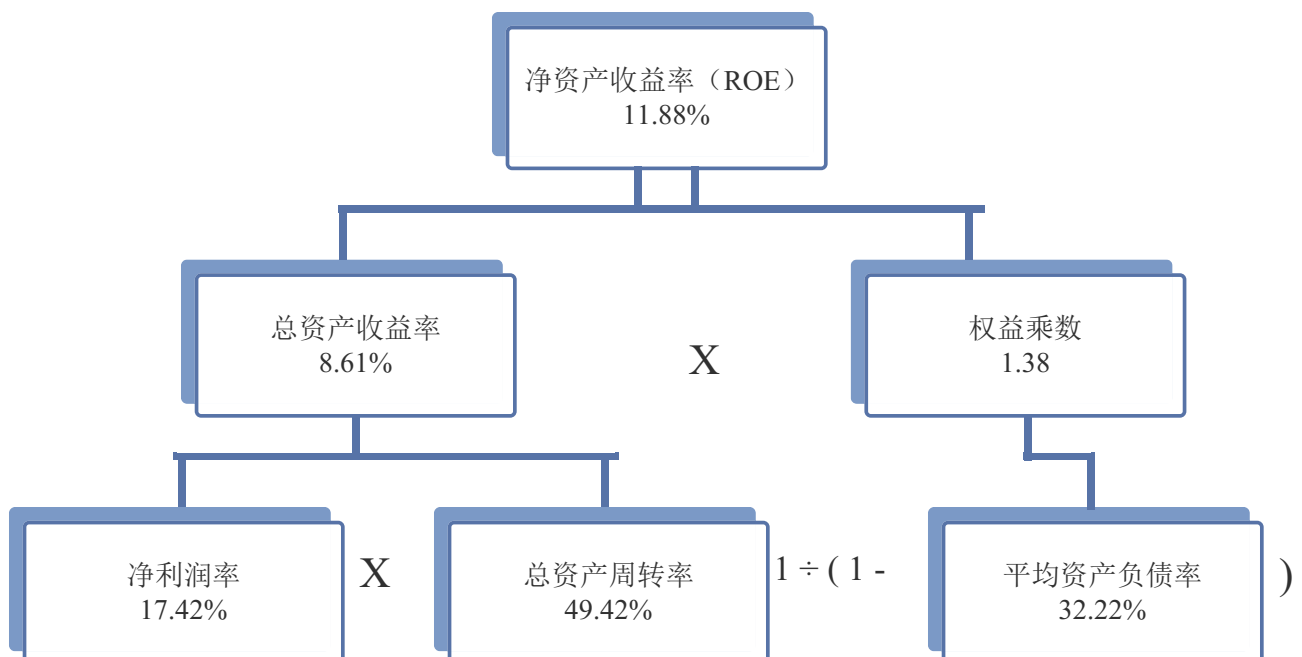 净资产收益率（ROE）
11.88%
总资产收益率
8.61%
X
权益乘数
1.38
净利润率
17.42%
X
总资产周转率
49.42%
1 ÷ ( 1 -
平均资产负债率
32.22%
)